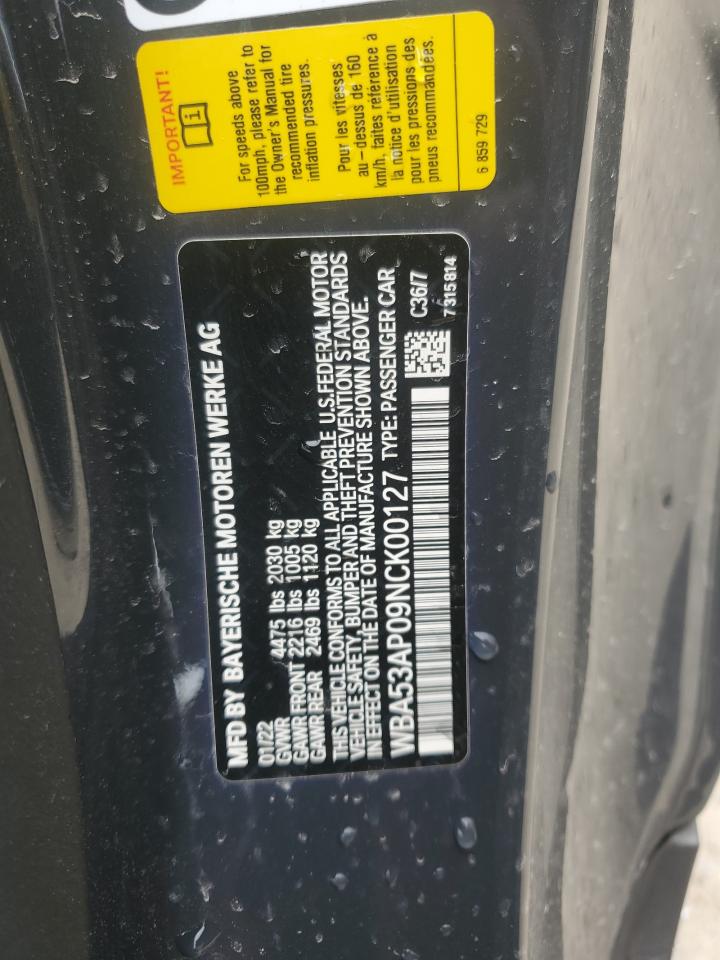 IMPORTANT!
For speeds above
100mph, please refer to
the Owner's Manual for
recommended tire
inflation pressures.
Pour les vitesses
au-dessus de 160
km/h, faites référence à
la notice d'utilisation
pour les pressions des
pneus recommandées.
6 859 729
MFD BY BAYERISCHE MOTOREN WERKE AG
01/22
GVWR 4475 lbs 2030 kg
GAWR FRONT 2216 lbs 1005 kg
GAWR REAR 2469 lbs 1120 kg
THIS VEHICLE CONFORMS TO ALL APPLICABLE U.S.FEDERAL MOTOR
VEHICLE SAFETY, BUMPER AND THEFT PREVENTION STANDARDS
IN EFFECT ON THE DATE OF MANUFACTURE SHOWN ABOVE.
WBA53AP09NCK00127 TYPE: PASSENGER CAR
C36/7
7315814